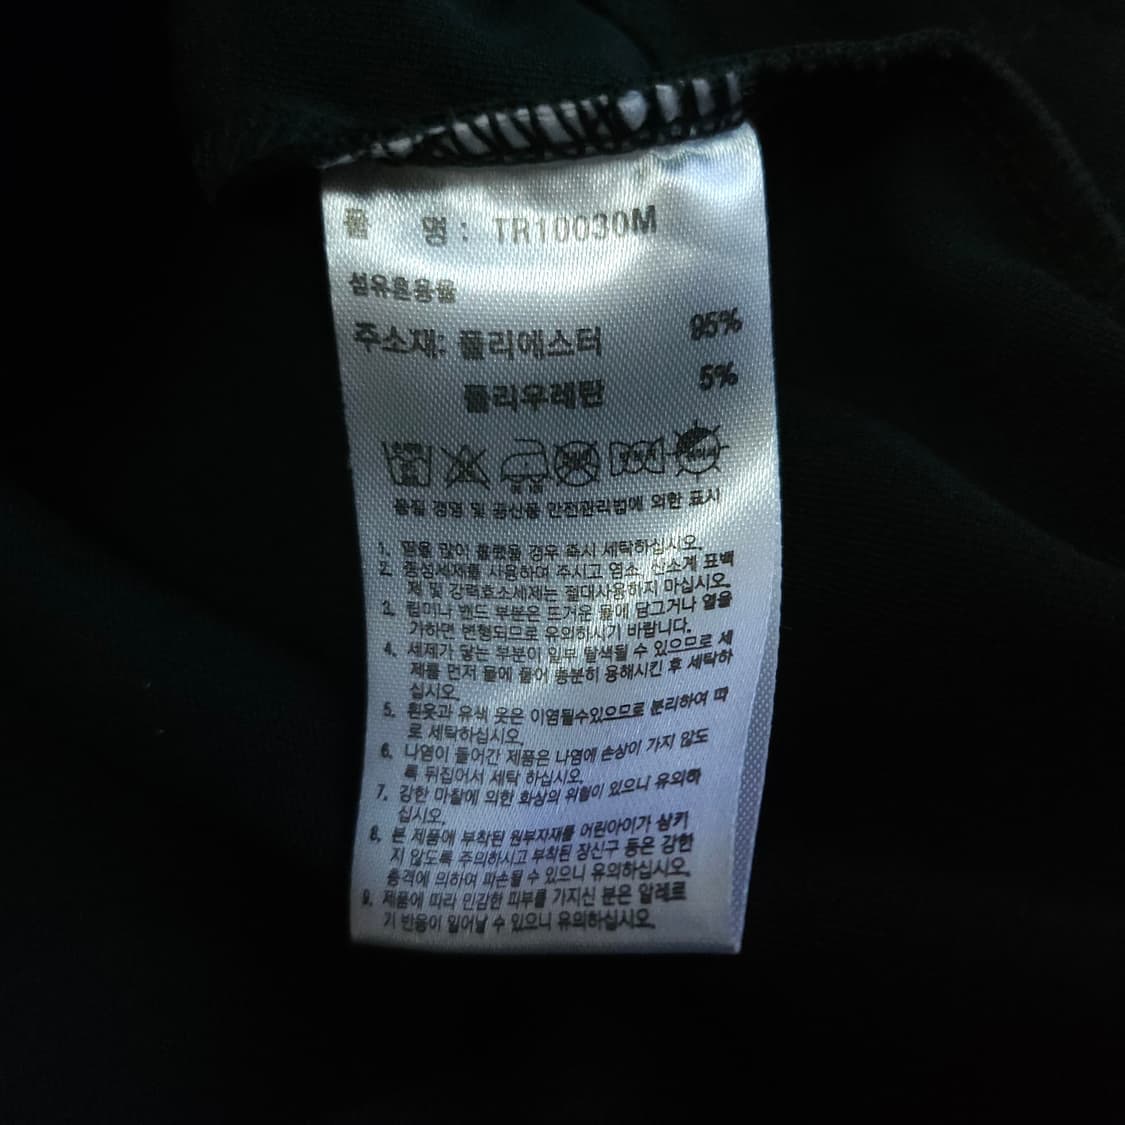 품 명 : TR10030M
섬유혼용율
주소재: 폴리에스터 95%
폴리우레탄 5%
품질 경영 및 공산품 안전관리법에 의한 표시
1. 땀을 많이 흘렸을 경우 즉시 세탁하십시오.
2. 중성세제를 사용하여 주시고 염소, 산소계 표백
제 및 강력효소세제는 절대사용하지 마십시오.
3. 립이나 밴드 부분은 뜨거운 물에 담그거나 열을
가하면 변형되므로 유의하시기 바랍니다.
4. 세제가 닿는 부분이 일부 탈색될 수 있으므로 세
제를 먼저 물에 풀어 충분히 용해시킨 후 세탁하
십시오.
5. 흰옷과 유색 옷은 이염될수있으므로 분리하여 따
로 세탁하십시오.
6. 나염이 들어간 제품은 나염에 손상이 가지 않도
록 뒤집어서 세탁 하십시오.
7. 강한 마찰에 의한 화상의 위험이 있으니 유의하
십시오.
8. 본 제품에 부착된 원부자재를 어린아이가 삼키
지 않도록 주의하시고 부착된 장신구 등은 강한
충격에 의하여 파손될 수 있으니 유의하십시오.
9. 제품에 따라 민감한 피부를 가지신 분은 알레르
기 반응이 일어날 수 있으니 유의하십시오.